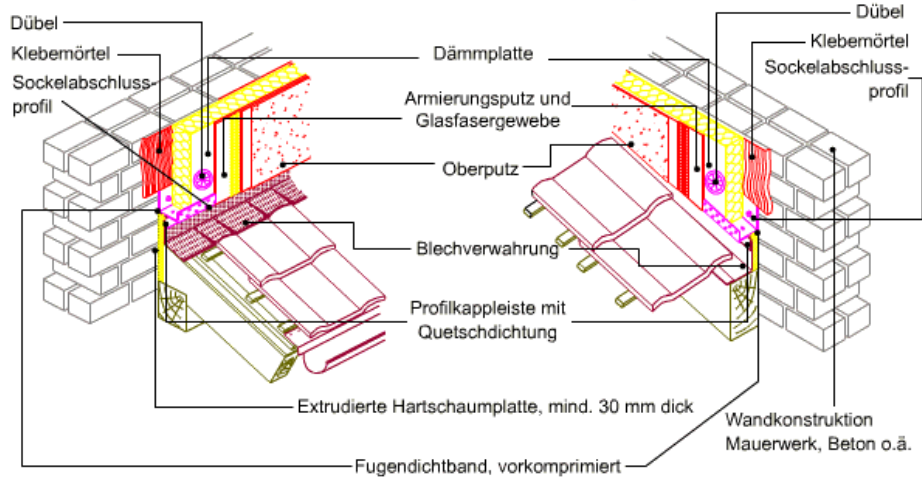 Dübel
Klebemörtel
Sockelabschluss-
profil
Dämmplatte
Armierungsputz und
Glasfasergewebe
Oberputz
Blechverwahrung
Profilkappleiste mit
Quetschdichtung
Extrudierte Hartschaumplatte, mind. 30 mm dick
Fugendichtband, vorkomprimiert
Dübel
Klebemörtel
Sockelabschluss-
profil
Wandkonstruktion
Mauerwerk, Beton o.ä.